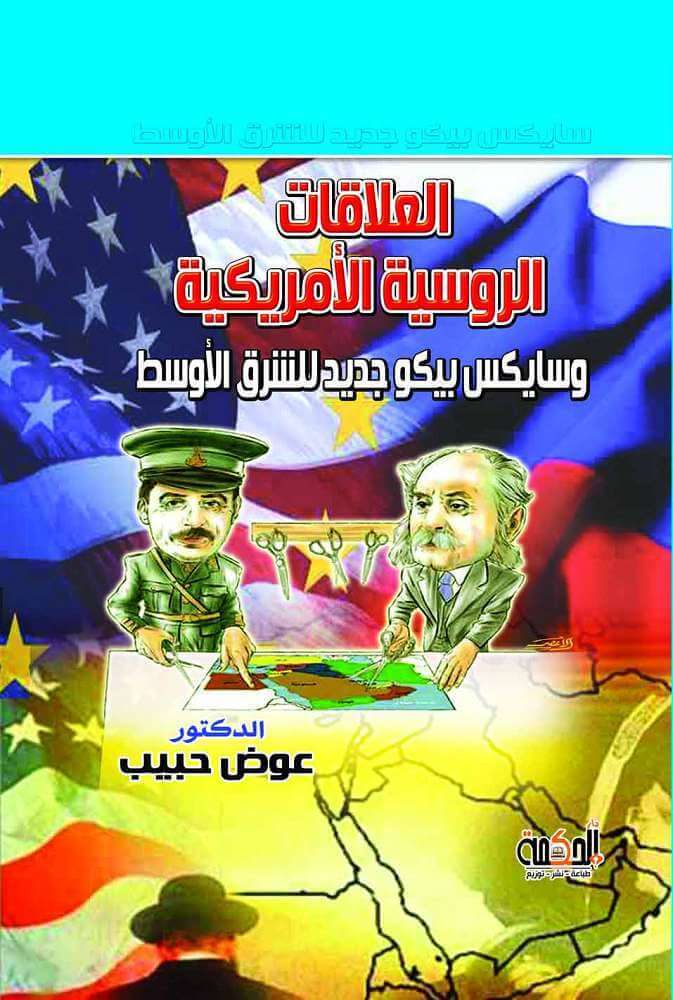 سايكس بيكو جديد للشرق الأوسط
العلاقات
الروسية الأمريكية
وسايكس بيكو جديد للشرق الأوسط
الدكتور
عوض حبيب
دار
الحكمة
طباعة - نشر - توزيع